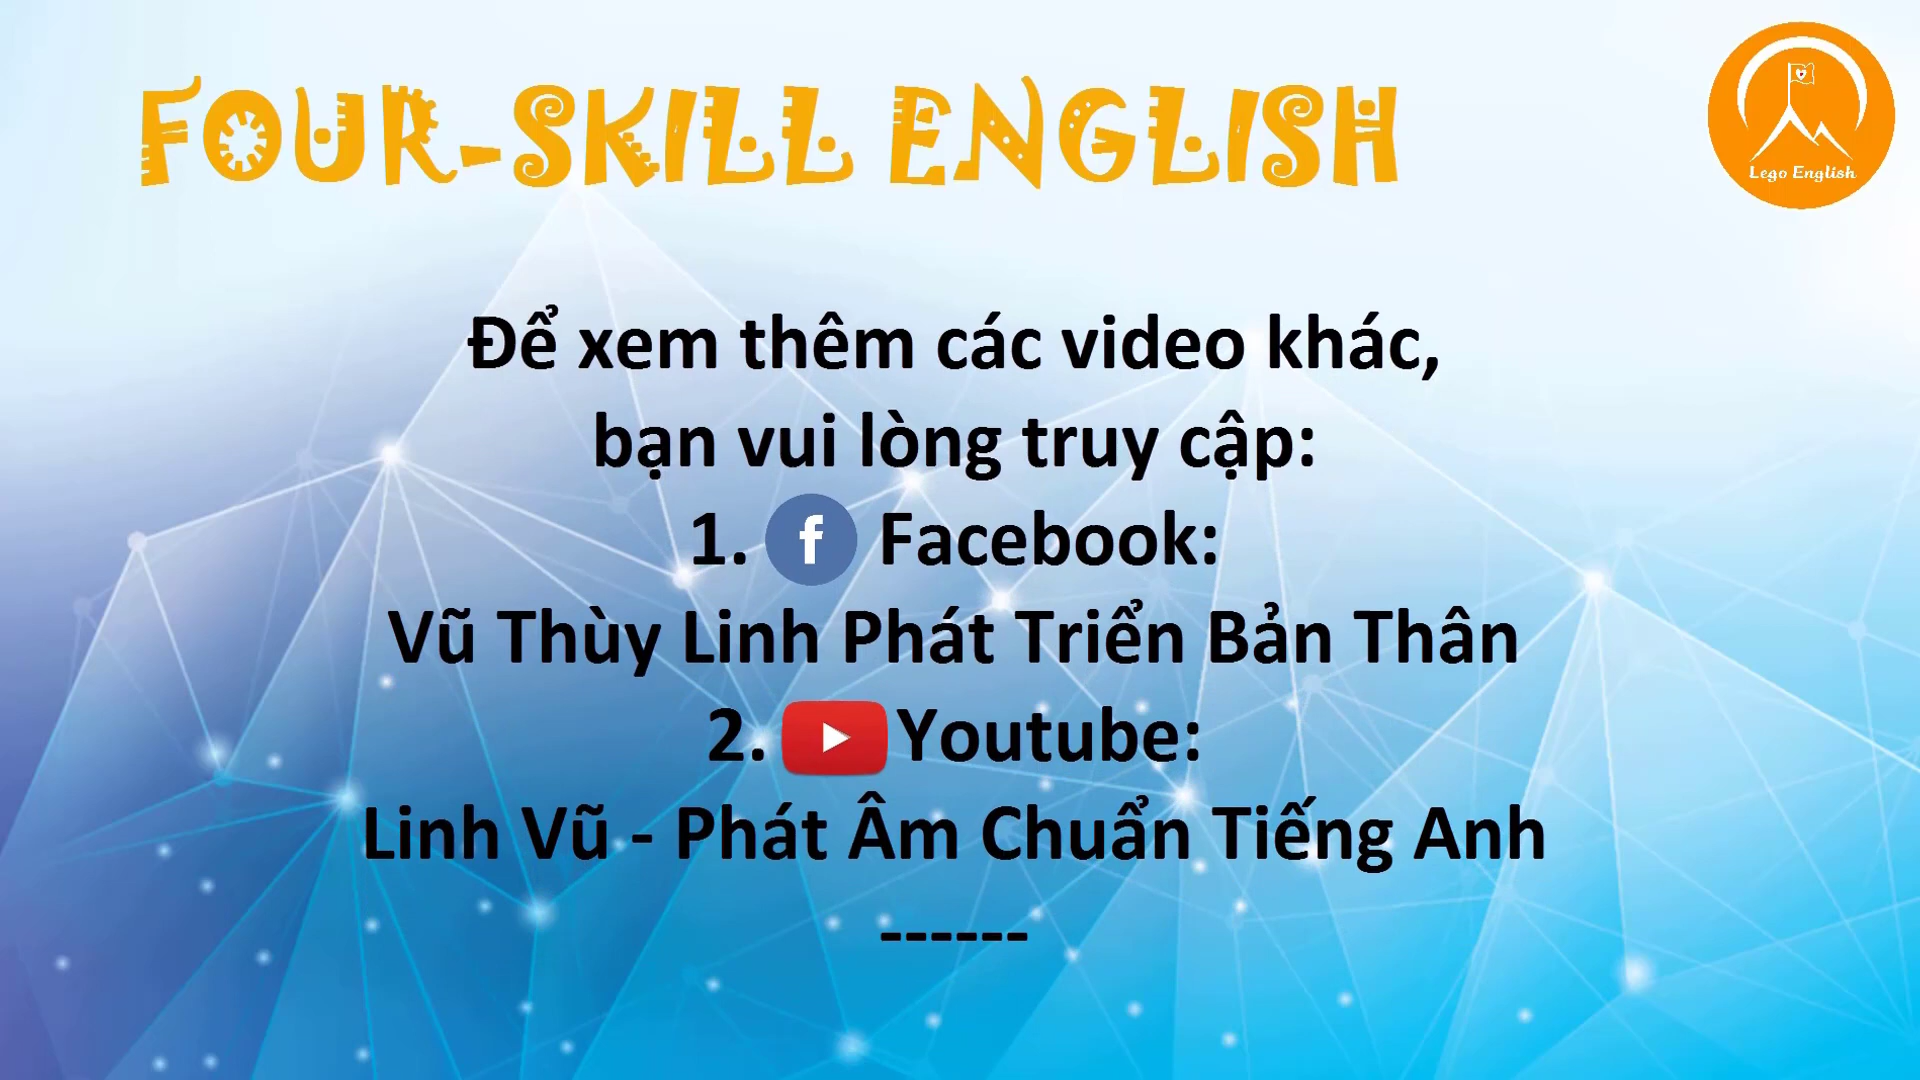 FOUR-SKILL ENGLISH
Lego English
Để xem thêm các video khác,
bạn vui lòng truy cập:
1. f Facebook:
Vũ Thùy Linh Phát Triển Bản Thân
2. Youtube:
Linh Vũ - Phát Âm Chuẩn Tiếng Anh
------